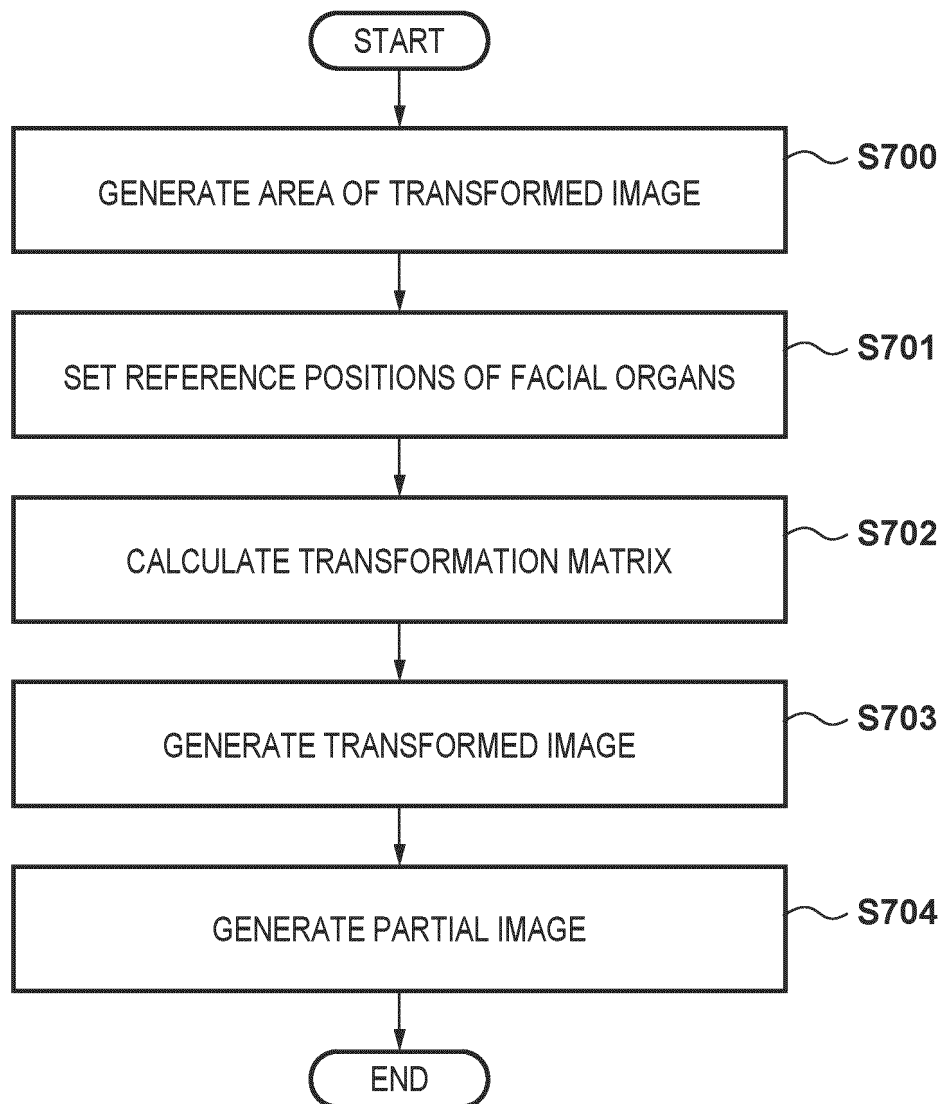 START
GENERATE AREA OF TRANSFORMED IMAGE
S700
SET REFERENCE POSITIONS OF FACIAL ORGANS
S701
CALCULATE TRANSFORMATION MATRIX
S702
GENERATE TRANSFORMED IMAGE
S703
GENERATE PARTIAL IMAGE
S704
END